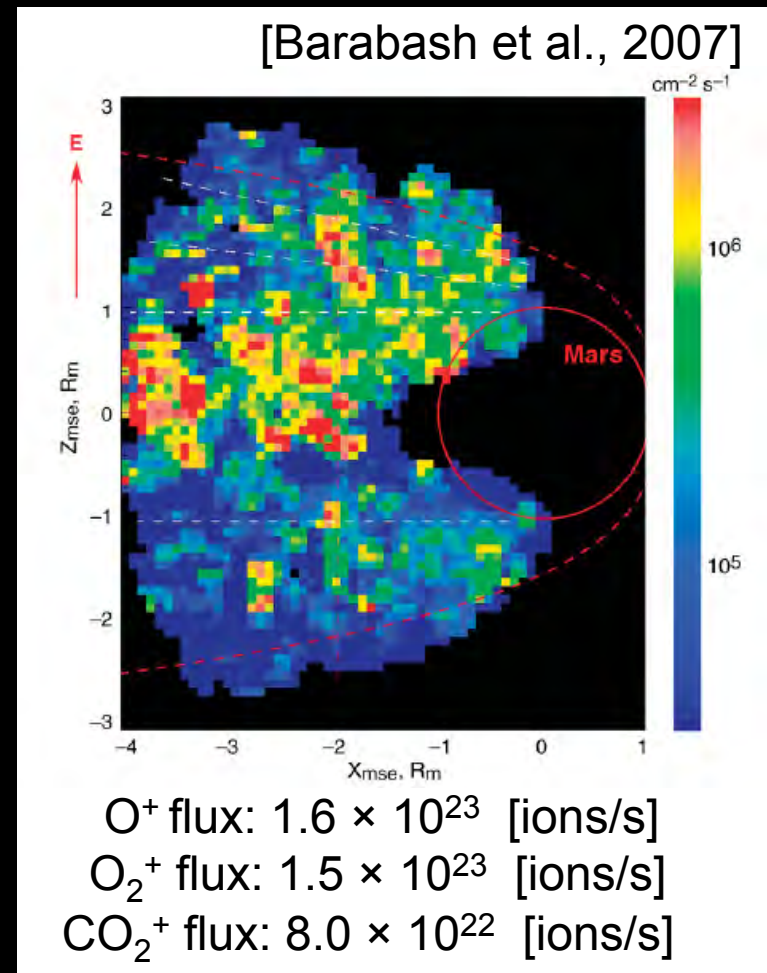 [Barabash et al., 2007]
cm⁻² s⁻¹
3
E
2
10⁶
1
Mars
Zmse, Rm
0
−1
10⁵
−2
−3
−4 −3 −2 −1 0 1
Xmse, Rm
O⁺ flux: 1.6 × 10²³ [ions/s]
O₂⁺ flux: 1.5 × 10²³ [ions/s]
CO₂⁺ flux: 8.0 × 10²² [ions/s]